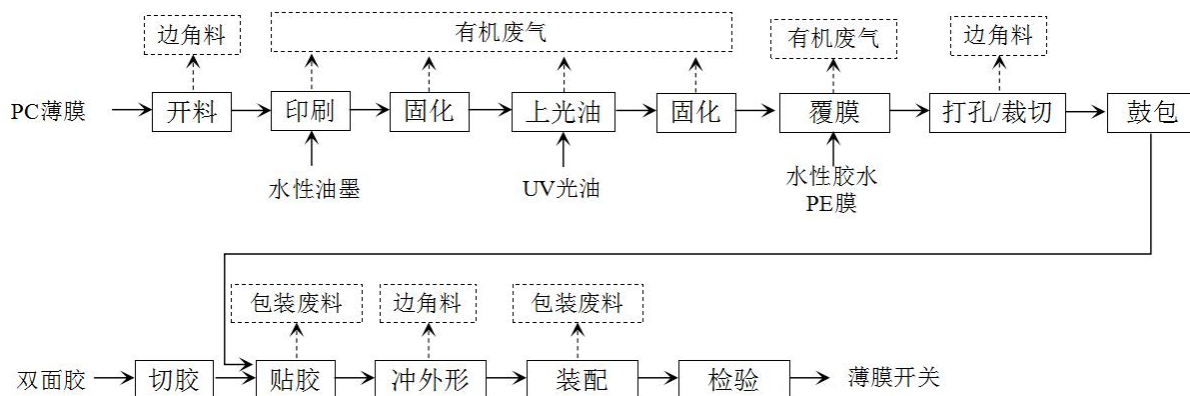 边角料
有机废气
有机废气
边角料
PC薄膜
开料
印刷
固化
上光油
固化
覆膜
打孔/裁切
鼓包
水性油墨
UV光油
水性胶水
PE膜
包装废料
边角料
包装废料
双面胶
切胶
贴胶
冲外形
装配
检验
薄膜开关